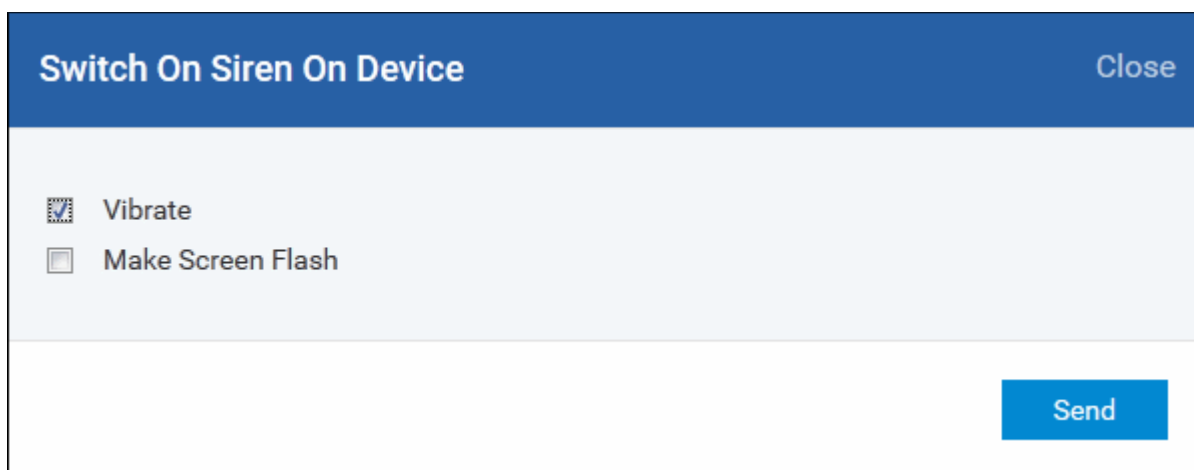 Switch On Siren On Device
Close
Vibrate
Make Screen Flash
Send